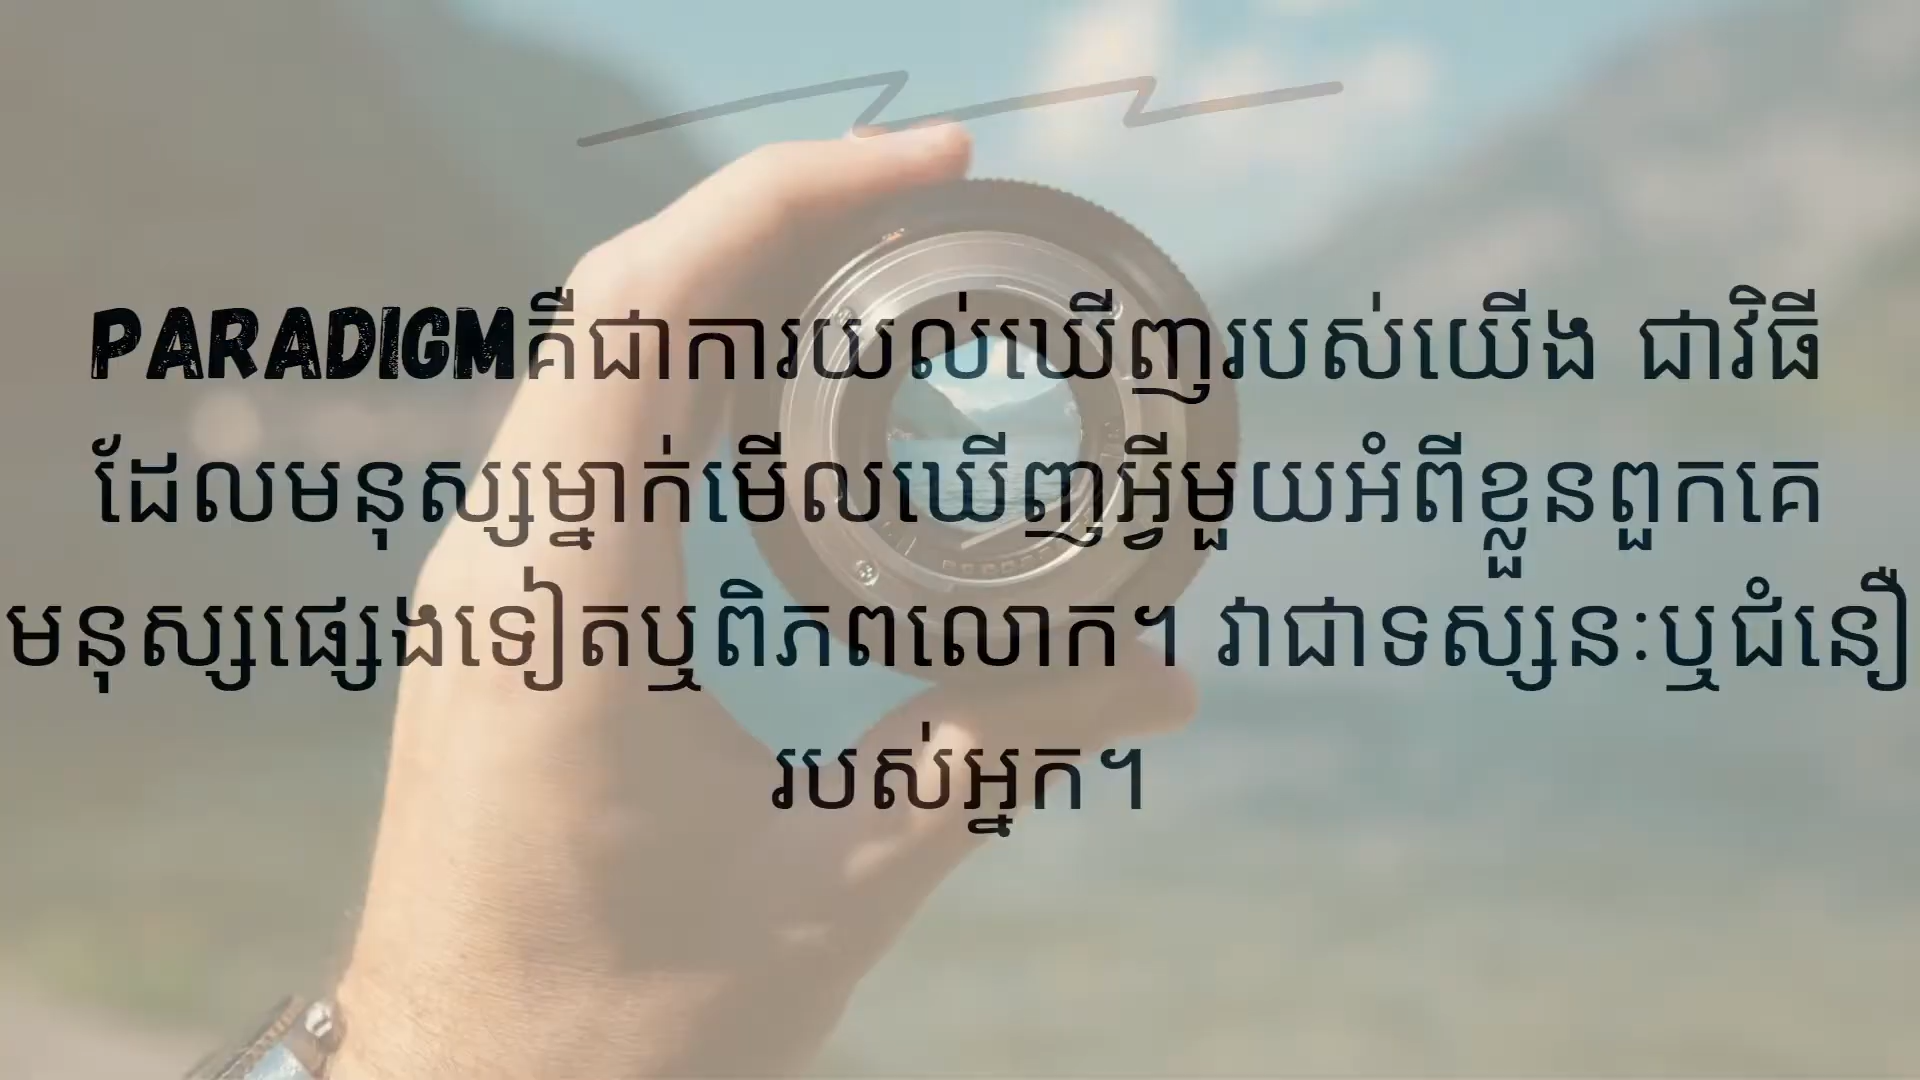 PARADIGMគឺជាការយល់ឃើញរបស់យើង ជាវិធី
ដែលមនុស្សម្នាក់មើលឃើញអ្វីមួយអំពីខ្លួនពួកគេ
មនុស្សផ្សេងទៀតឬពិភពលោក។ វាជាទស្សនៈឬជំនឿ
របស់អ្នក។